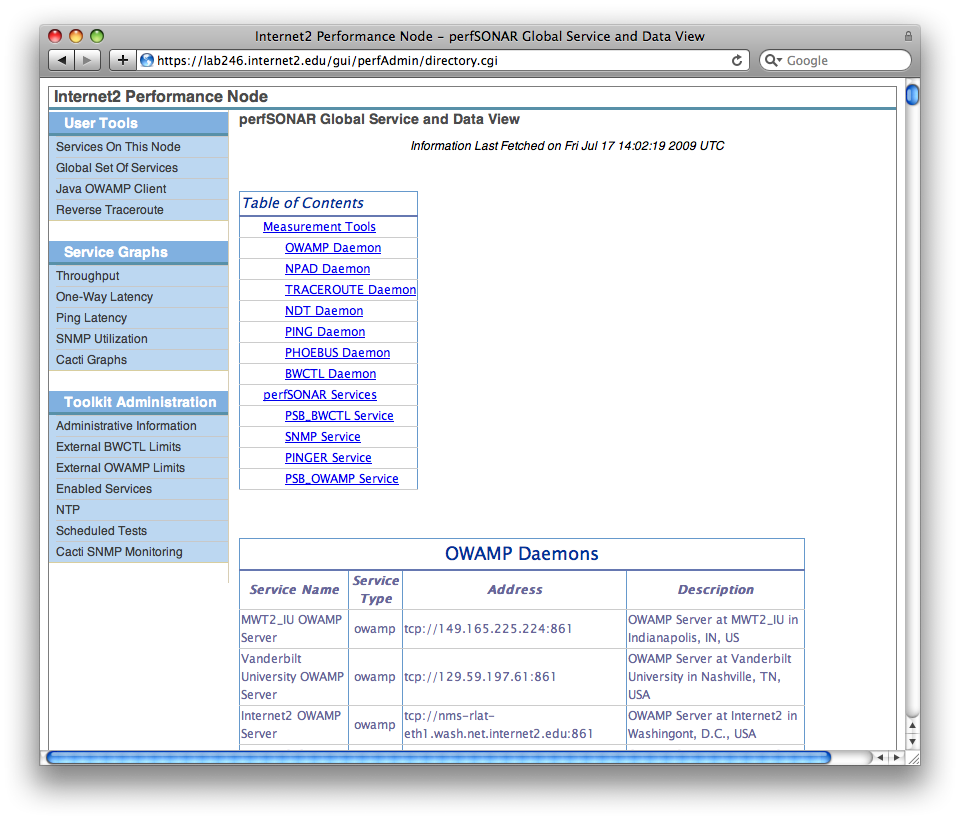 Internet2 Performance Node – perfSONAR Global Service and Data View
https://lab246.internet2.edu/gui/perfAdmin/directory.cgi
Google
Internet2 Performance Node
User Tools
Services On This Node
Global Set Of Services
Java OWAMP Client
Reverse Traceroute
Service Graphs
Throughput
One-Way Latency
Ping Latency
SNMP Utilization
Cacti Graphs
Toolkit Administration
Administrative Information
External BWCTL Limits
External OWAMP Limits
Enabled Services
NTP
Scheduled Tests
Cacti SNMP Monitoring
perfSONAR Global Service and Data View
Information Last Fetched on Fri Jul 17 14:02:19 2009 UTC
Table of Contents
Measurement Tools
OWAMP Daemon
NPAD Daemon
TRACEROUTE Daemon
NDT Daemon
PING Daemon
PHOEBUS Daemon
BWCTL Daemon
perfSONAR Services
PSB_BWCTL Service
SNMP Service
PINGER Service
PSB_OWAMP Service
OWAMP Daemons
Service Name
Service
Type
Address
Description
MWT2_IU OWAMP
Server
owamp
tcp://149.165.225.224:861
OWAMP Server at MWT2_IU in
Indianapolis, IN, US
Vanderbilt
University OWAMP
Server
owamp
tcp://129.59.197.61:861
OWAMP Server at Vanderbilt
University in Nashville, TN,
USA
Internet2 OWAMP
Server
owamp
tcp://nms-rlat-
eth1.wash.net.internet2.edu:861
OWAMP Server at Internet2 in
Washingont, D.C., USA